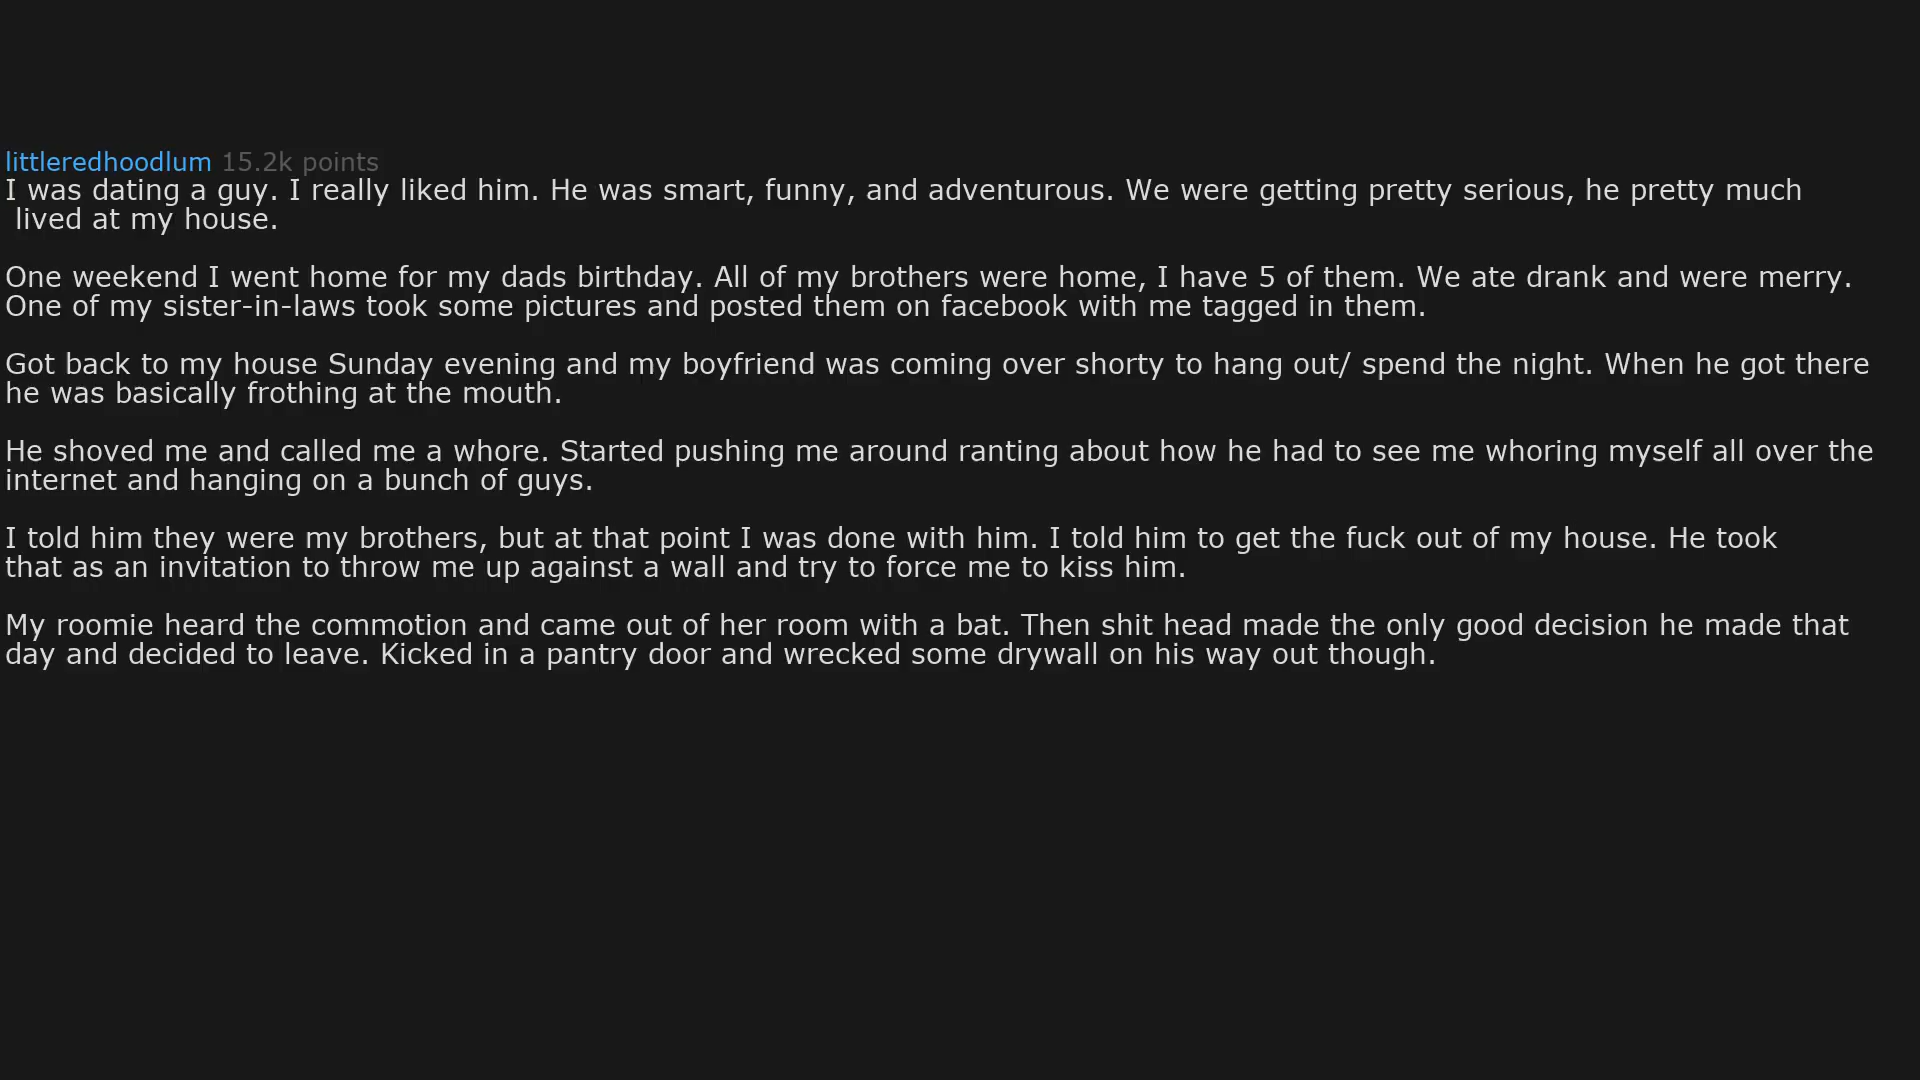 littleredhoodlum 15.2k points
I was dating a guy. I really liked him. He was smart, funny, and adventurous. We were getting pretty serious, he pretty much
lived at my house.
One weekend I went home for my dads birthday. All of my brothers were home, I have 5 of them. We ate drank and were merry.
One of my sister-in-laws took some pictures and posted them on facebook with me tagged in them.
Got back to my house Sunday evening and my boyfriend was coming over shorty to hang out/ spend the night. When he got there
he was basically frothing at the mouth.
He shoved me and called me a whore. Started pushing me around ranting about how he had to see me whoring myself all over the
internet and hanging on a bunch of guys.
I told him they were my brothers, but at that point I was done with him. I told him to get the fuck out of my house. He took
that as an invitation to throw me up against a wall and try to force me to kiss him.
My roomie heard the commotion and came out of her room with a bat. Then shit head made the only good decision he made that
day and decided to leave. Kicked in a pantry door and wrecked some drywall on his way out though.